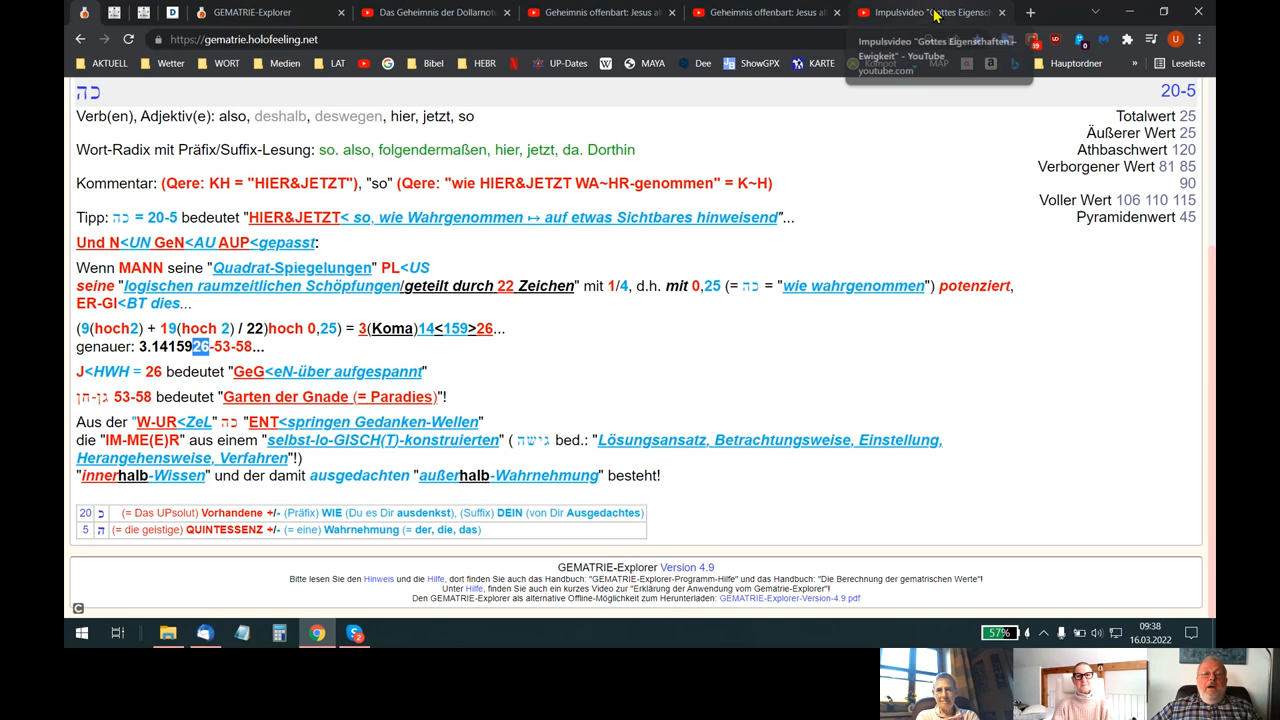 GEMATRIE-Explorer
Das Geheimnis der Dollarnot
Geheimnis offenbart: Jesus al
Geheimnis offenbart: Jesus al
Impulsvideo "Gottes Eigensch
https://gematrie.holofeeling.net
Impulsvideo "Gottes Eigenschaften –
Ewigkeit" - YouTube
youtube.com
AKTUELL
Wetter
WORT
Medien
LAT
Bibel
HEBR
UP-Dates
MAYA
Dee
ShowGPX
KARTE
Kompot
MAP
Hauptordner
»
Leseliste
כה
20-5
Verb(en), Adjektiv(e): also, deshalb, deswegen, hier, jetzt, so
Totalwert 25
Äußerer Wert 25
Athbaschwert 120
Verborgener Wert 81 85
90
Voller Wert 106 110 115
Pyramidenwert 45
Wort-Radix mit Präfix/Suffix-Lesung: so. also, folgendermaßen, hier, jetzt, da. Dorthin
Kommentar: (Qere: KH = "HIER&JETZT"), "so" (Qere: "wie HIER&JETZT WA~HR-genommen" = K~H)
Tipp: כה = 20-5 bedeutet "HIER&JETZT< so, wie Wahrgenommen ↦ auf etwas Sichtbares hinweisend"...
Und N<UN GeN<AU AUP<gepasst:
Wenn MANN seine "Quadrat-Spiegelungen" PL<US
seine "logischen raumzeitlichen Schöpfungen/geteilt durch 22 Zeichen" mit 1/4, d.h. mit 0,25 (= כה = "wie wahrgenommen") potenziert,
ER-GI<BT dies...
(9(hoch2) + 19(hoch 2) / 22)hoch 0,25) = 3(Koma)14<159>26...
genauer: 3.1415926-53-58...
J<HWH = 26 bedeutet "GeG<eN-über aufgespannt"
גן-חן 53-58 bedeutet "Garten der Gnade (= Paradies)"!
Aus der "W-UR<ZeL" כה "ENT<springen Gedanken-Wellen"
die "IM-ME(E)R" aus einem "selbst-lo-GISCH(T)-konstruierten" ( גישה bed.: "Lösungsansatz, Betrachtungsweise, Einstellung,
Herangehensweise, Verfahren"!)
"innerhalb-Wissen" und der damit ausgedachten "außerhalb-Wahrnehmung" besteht!
20 כ (= Das UPsolut) Vorhandene +/- (Präfix) WIE (Du es Dir ausdenkst), (Suffix) DEIN (von Dir Ausgedachtes)
5 ה (= die geistige) QUINTESSENZ +/- (= eine) Wahrnehmung (= der, die, das)
GEMATRIE-Explorer Version 4.9
Bitte lesen Sie den Hinweis und die Hilfe, dort finden Sie auch das Handbuch: "GEMATRIE-Explorer-Programm-Hilfe" und das Handbuch: "Die Berechnung der gematrischen Werte"!
Unter Hilfe, finden Sie auch ein kurzes Video zur "Erklärung der Anwendung vom Gematrie-Explorer"!
Den GEMATRIE-Explorer als alternative Offline-Möglichkeit zum Herunterladen: GEMATRIE-Explorer-Version-4.9.pdf
57%
09:38
16.03.2022